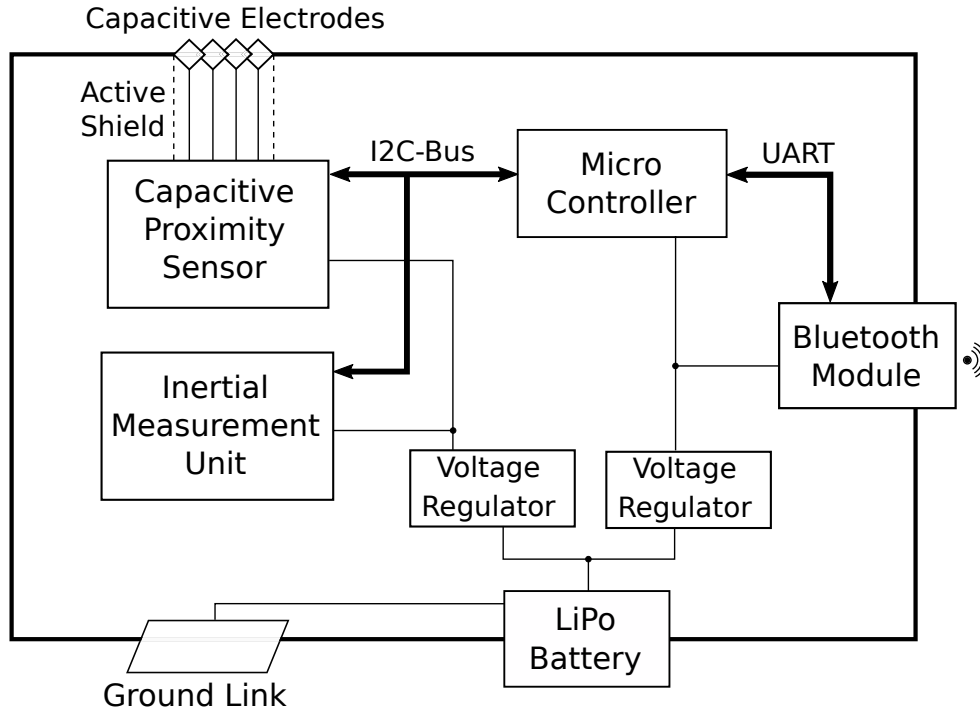 Capacitive Electrodes
Active
Shield
I2C-Bus
UART
Capacitive
Proximity
Sensor
Micro
Controller
Bluetooth
Module
Inertial
Measurement
Unit
Voltage
Regulator
Voltage
Regulator
LiPo
Battery
Ground Link